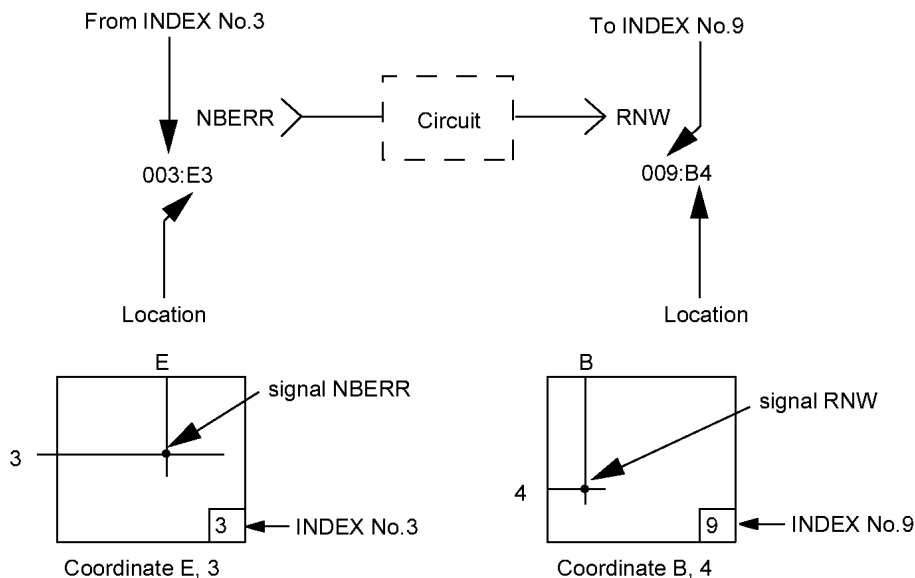 From INDEX No.3
To INDEX No.9
NBERR
Circuit
RNW
003:E3
009:B4
Location
Location
E
B
signal NBERR
signal RNW
3
4
3
INDEX No.3
9
INDEX No.9
Coordinate E, 3
Coordinate B, 4